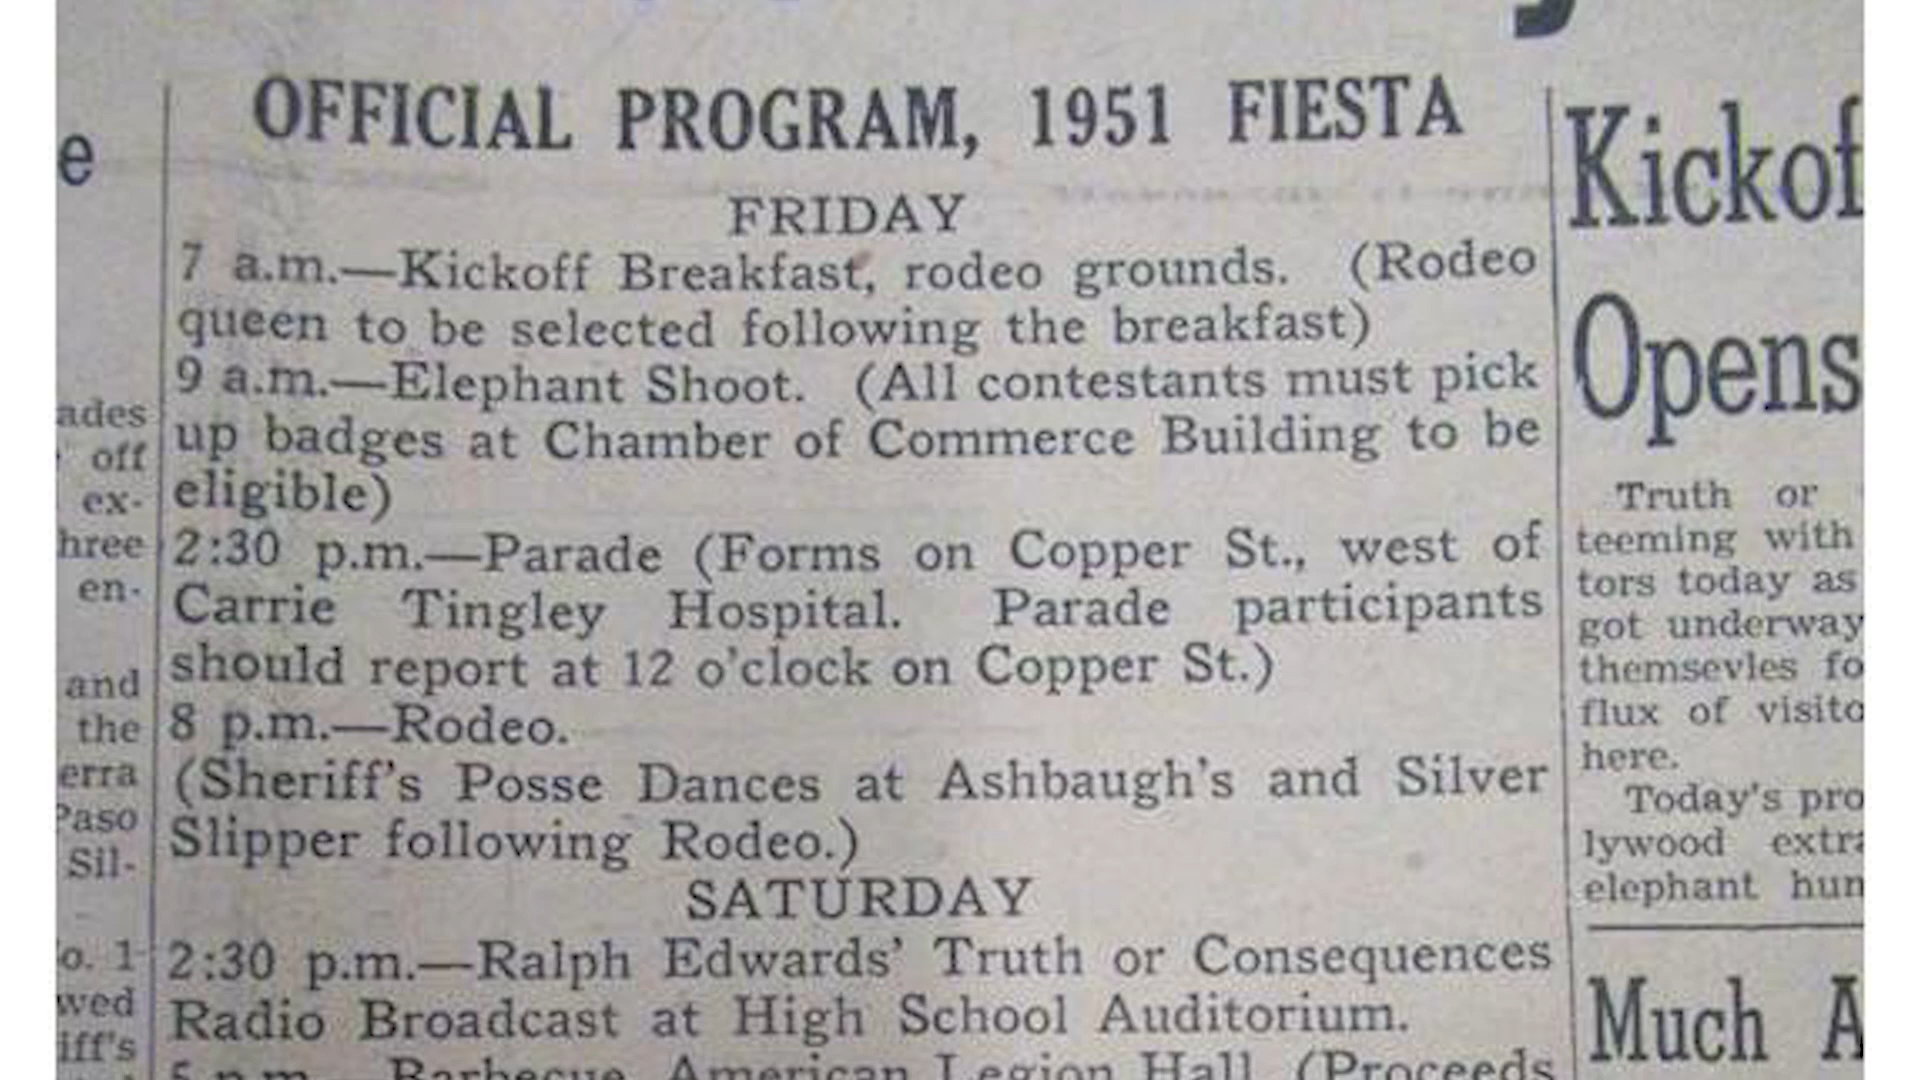 OFFICIAL PROGRAM, 1951 FIESTA
FRIDAY
7 a.m.—Kickoff Breakfast, rodeo grounds. (Rodeo
queen to be selected following the breakfast)
9 a.m.—Elephant Shoot. (All contestants must pick
up badges at Chamber of Commerce Building to be
eligible)
2:30 p.m.—Parade (Forms on Copper St., west of
Carrie Tingley Hospital. Parade participants
should report at 12 o'clock on Copper St.)
8 p.m.—Rodeo.
(Sheriff's Posse Dances at Ashbaugh's and Silver
Slipper following Rodeo.)
SATURDAY
2:30 p.m.—Ralph Edwards' Truth or Consequences
Radio Broadcast at High School Auditorium.
5 p.m.—Barbecue, American Legion Hall. (Proceeds
e
ades
off
ex-
hree
en-
and
the
erra
Paso
Sil-
o. 1
wed
iff's
Kickof
Opens
Truth or
teeming with
tors today as
got underway
themsevles fo
flux of visito
here.
Today's pro
lywood extra
elephant hun
Much A